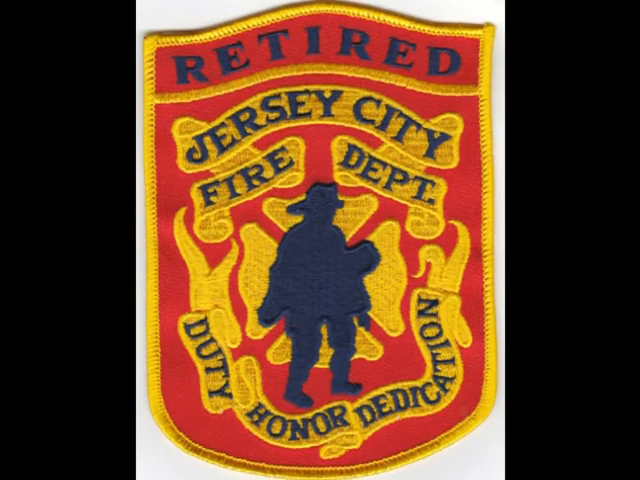 RETIRED
JERSEY CITY
FIRE DEPT.
DUTY HONOR DEDICATION